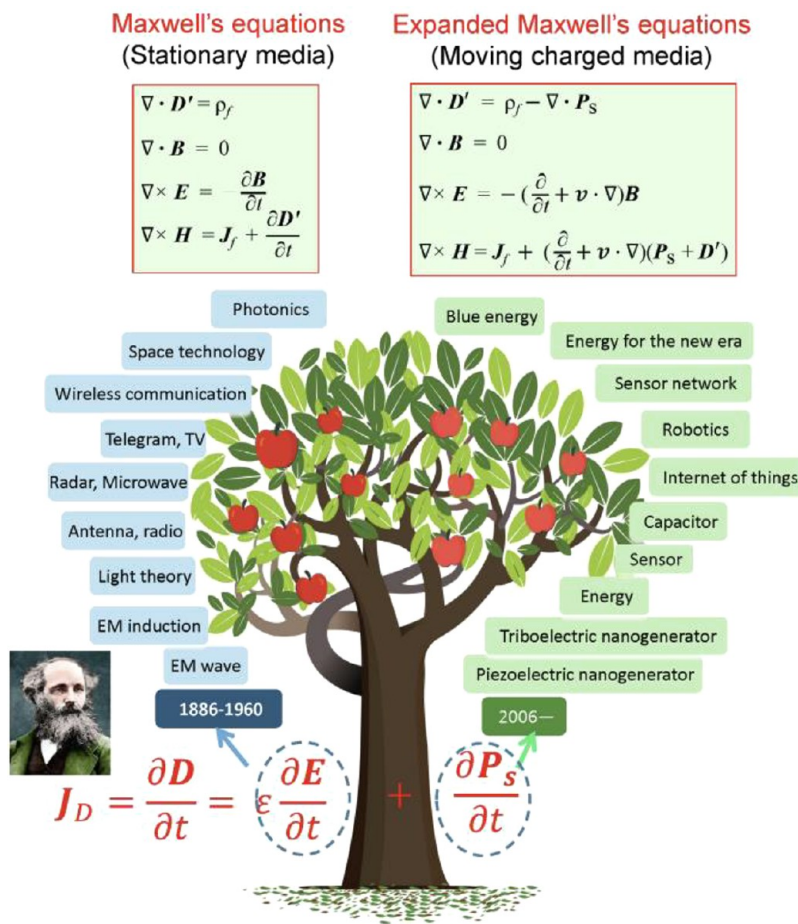 Maxwell's equations
(Stationary media)
∇ · D' = ρf
∇ · B = 0
∇× E = - ∂B/∂t
∇× H = Jf + ∂D'/∂t
Expanded Maxwell's equations
(Moving charged media)
∇ · D' = ρf − ∇ · PS
∇ · B = 0
∇× E = −(∂/∂t + v · ∇)B
∇× H = Jf + (∂/∂t + v · ∇)(PS + D')
Photonics
Space technology
Wireless communication
Telegram, TV
Radar, Microwave
Antenna, radio
Light theory
EM induction
EM wave
1886-1960
Blue energy
Energy for the new era
Sensor network
Robotics
Internet of things
Capacitor
Sensor
Energy
Triboelectric nanogenerator
Piezoelectric nanogenerator
2006—
JD = ∂D/∂t = ε ∂E/∂t + ∂Ps/∂t